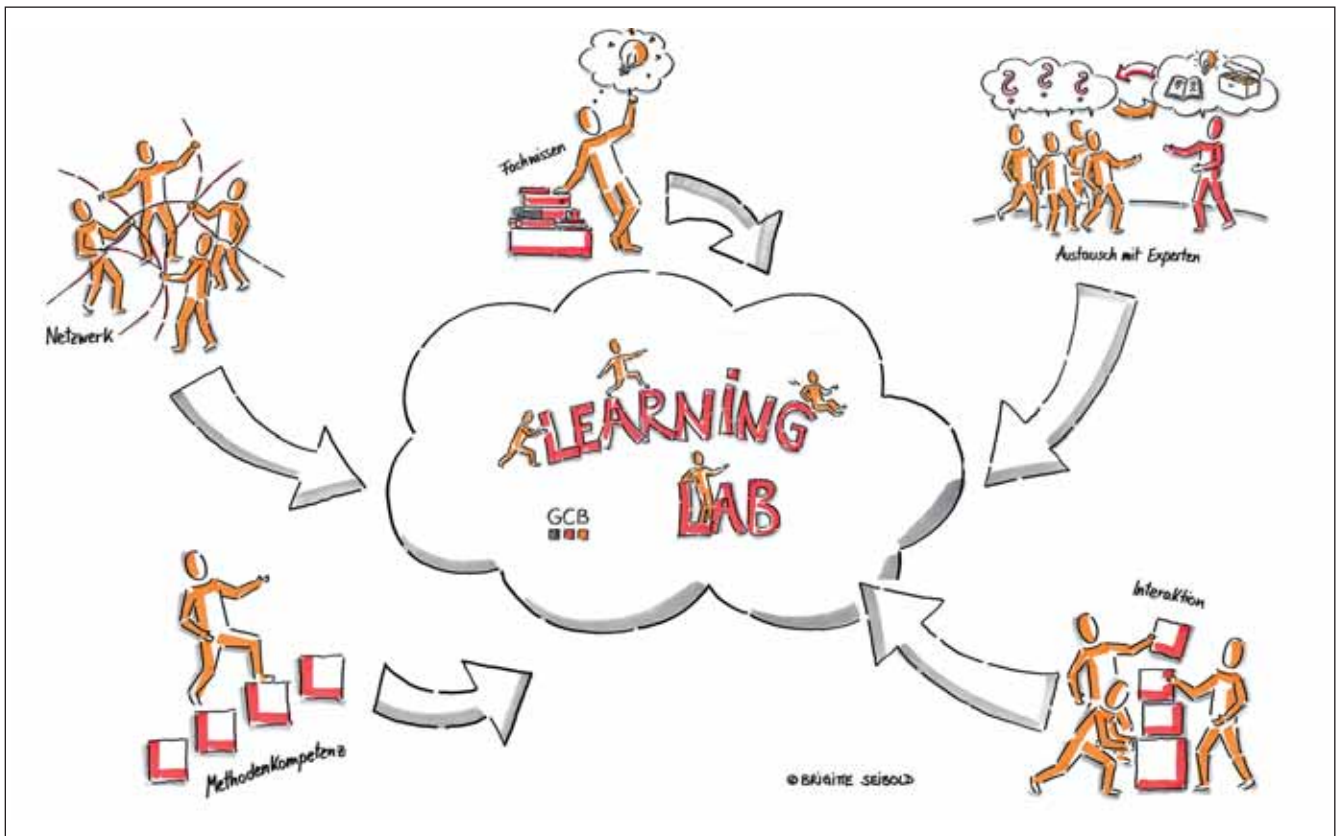 Fachwissen
Netzwerk
? ? ?
Austausch mit Experten
LEARNING
LAB
GCB
Interaktion
Methodenkompetenz
© BRIGITTE SEIBOLD